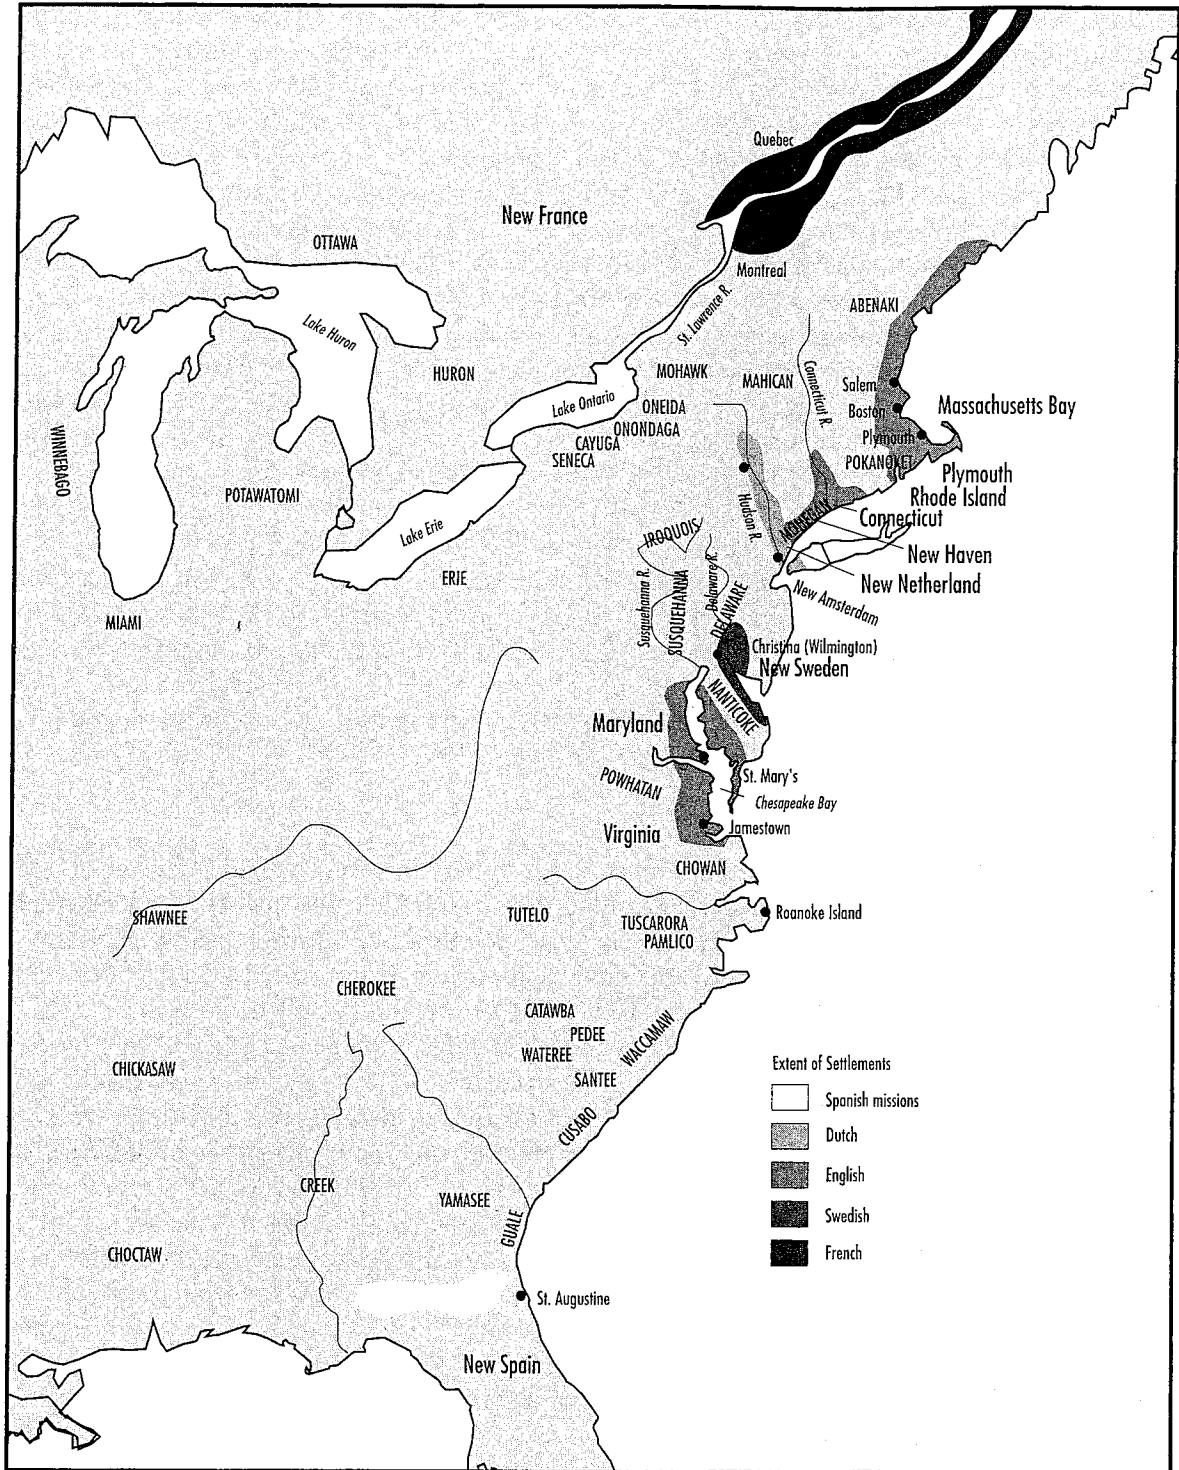 Quebec
New France
OTTAWA
Montreal
St. Lawrence R.
ABENAKI
Lake Huron
HURON
MOHAWK
MAHICAN
Connecticut R.
Salem
Boston
Massachusetts Bay
Lake Ontario
ONEIDA
ONONDAGA
CAYUGA
SENECA
Plymouth
POKANOKET
Plymouth
Rhode Island
WINNEBAGO
POTAWATOMI
Hudson R.
MOHEGAN
Connecticut
Lake Erie
IROQUOIS
New Haven
ERIE
New Netherland
Susquehanna R.
SUSQUEHANNA
Delaware R.
DELAWARE
New Amsterdam
MIAMI
Christina (Wilmington)
New Sweden
NANTICOKE
Maryland
POWHATAN
St. Mary's
Chesapeake Bay
Virginia
Jamestown
CHOWAN
SHAWNEE
TUTELO
TUSCARORA
PAMLICO
Roanoke Island
CHEROKEE
CATAWBA
PEDEE
WATEREE
WACCAMAW
CHICKASAW
SANTEE
CUSABO
Extent of Settlements
Spanish missions
Dutch
English
Swedish
French
CREEK
YAMASEE
GUALE
CHOCTAW
St. Augustine
New Spain